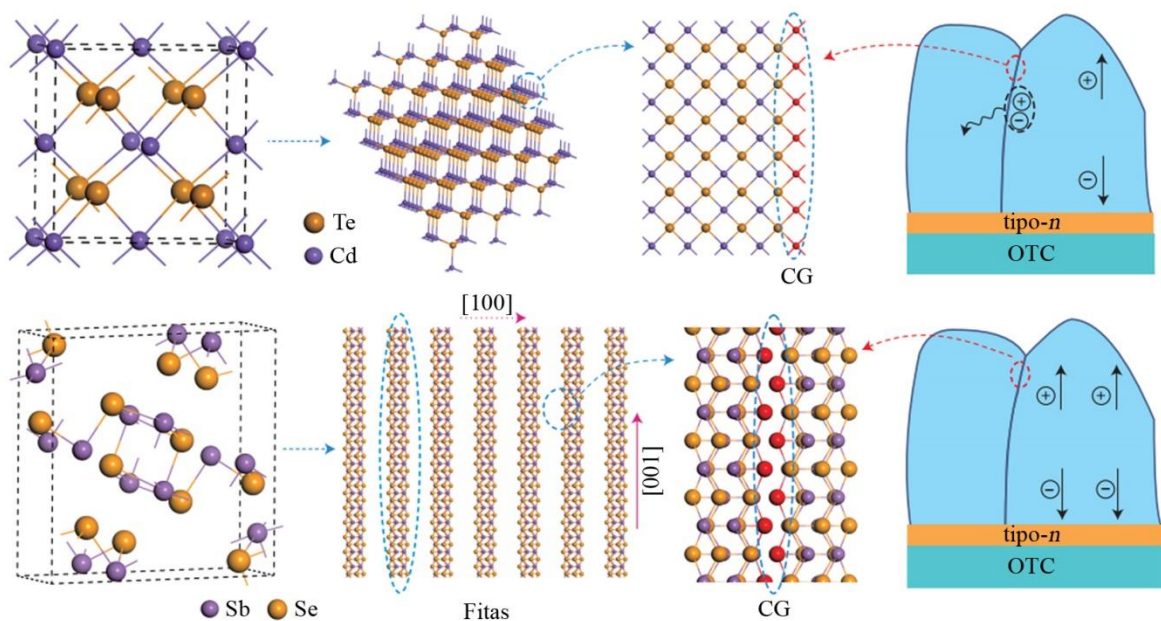 Te
Cd
CG
⊕
⊕
⊖
⊖
tipo-n
OTC
[100]
[001]
Sb
Se
Fitas
CG
⊕ ⊕
⊖ ⊖
tipo-n
OTC